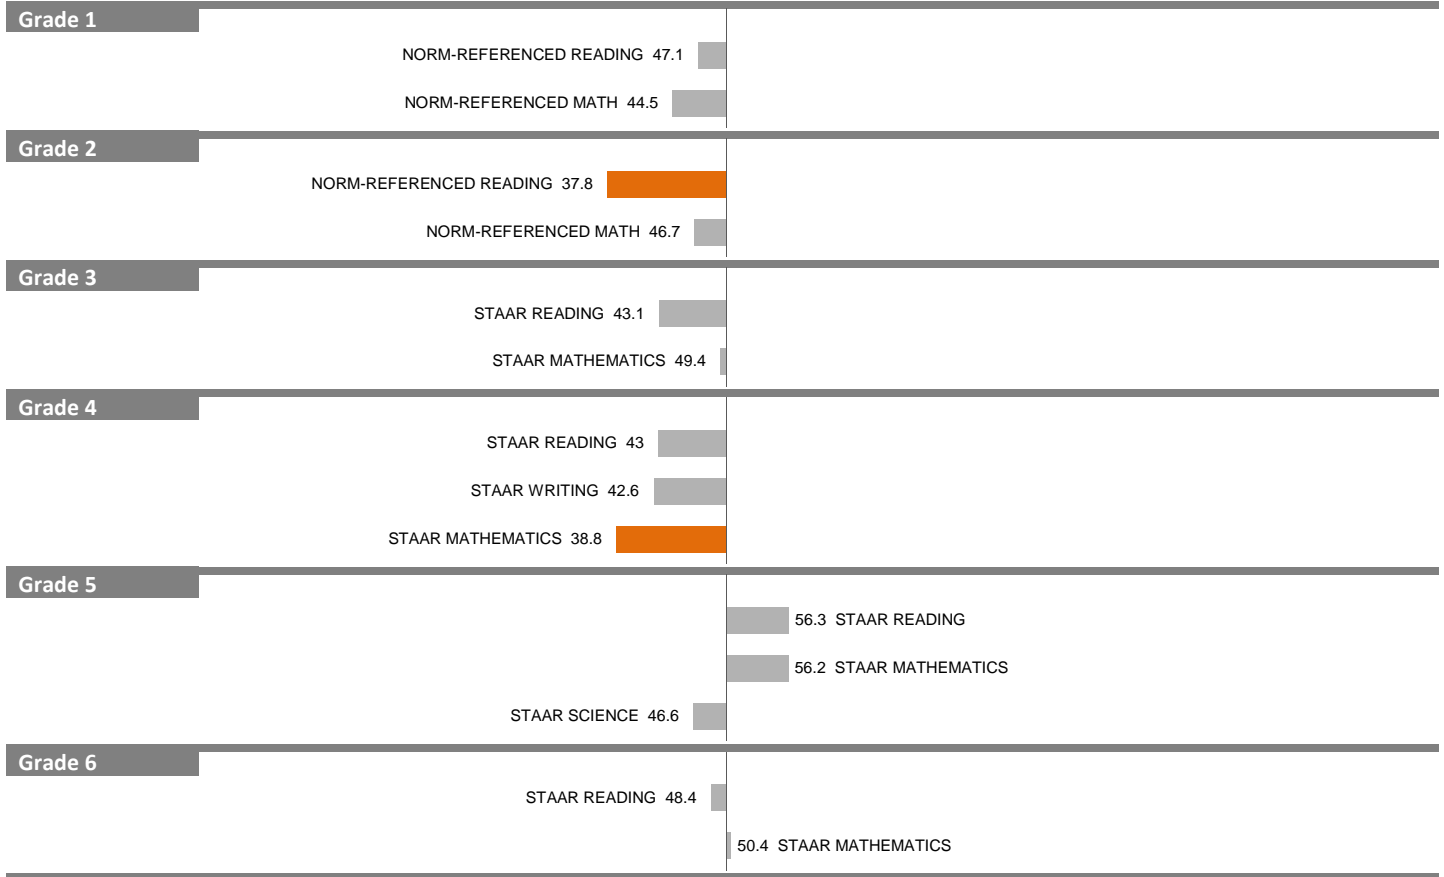 Grade 1
NORM-REFERENCED READING 47.1
NORM-REFERENCED MATH 44.5
Grade 2
NORM-REFERENCED READING 37.8
NORM-REFERENCED MATH 46.7
Grade 3
STAAR READING 43.1
STAAR MATHEMATICS 49.4
Grade 4
STAAR READING 43
STAAR WRITING 42.6
STAAR MATHEMATICS 38.8
Grade 5
56.3 STAAR READING
56.2 STAAR MATHEMATICS
STAAR SCIENCE 46.6
Grade 6
STAAR READING 48.4
50.4 STAAR MATHEMATICS